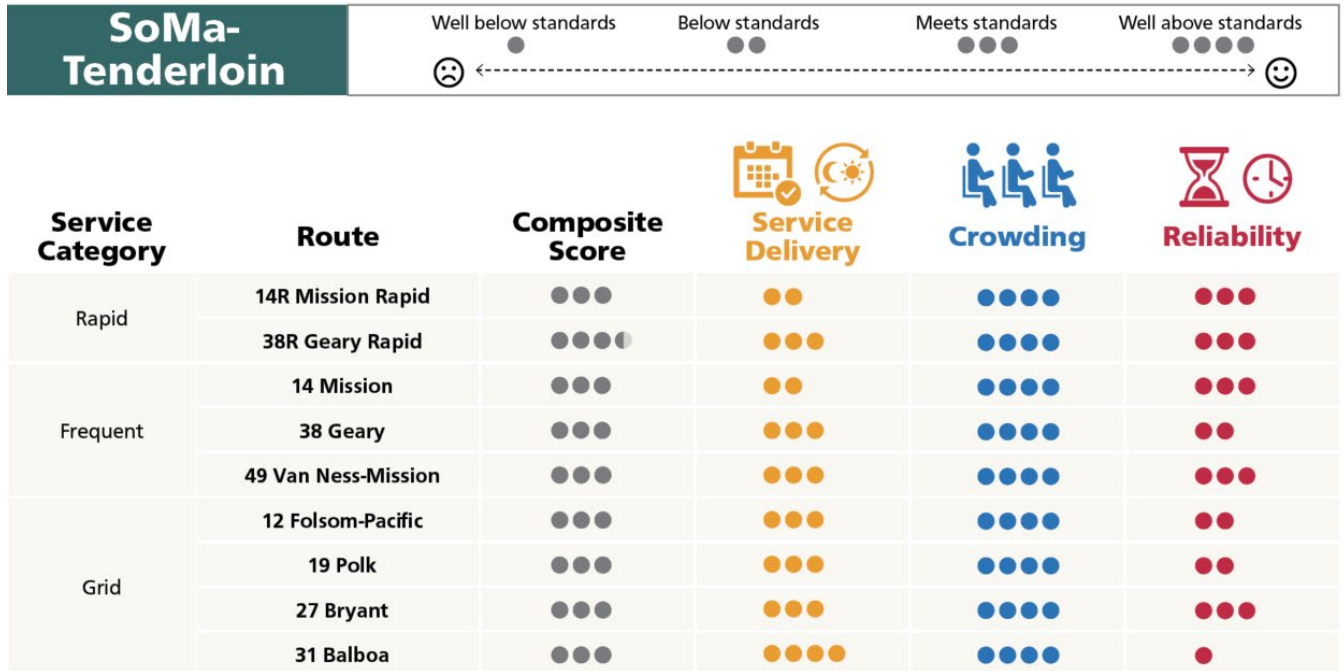 SoMa-
Tenderloin
Well below standards
Below standards
Meets standards
Well above standards
Service
Category
Route
Composite
Score
Service
Delivery
Crowding
Reliability
Rapid
14R Mission Rapid
38R Geary Rapid
Frequent
14 Mission
38 Geary
49 Van Ness-Mission
Grid
12 Folsom-Pacific
19 Polk
27 Bryant
31 Balboa